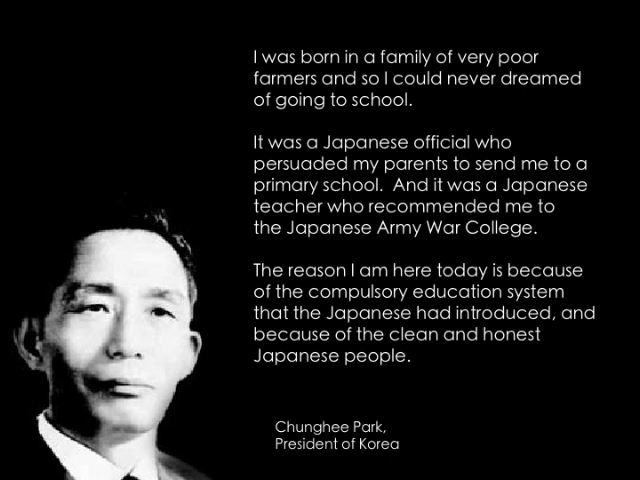 I was born in a family of very poor
farmers and so I could never dreamed
of going to school.
It was a Japanese official who
persuaded my parents to send me to a
primary school.  And it was a Japanese
teacher who recommended me to
the Japanese Army War College.
The reason I am here today is because
of the compulsory education system
that the Japanese had introduced, and
because of the clean and honest
Japanese people.
Chunghee Park,
President of Korea